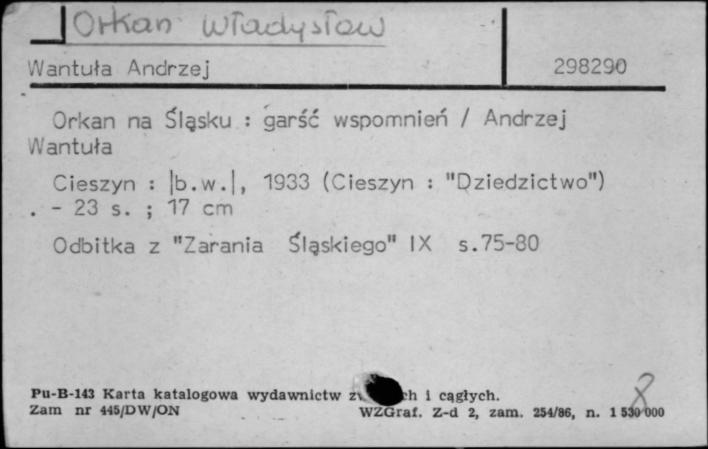 Orkan Władysław
Wantuła Andrzej 298290
Orkan na Śląsku : garść wspomnień / Andrzej
Wantuła
Cieszyn : |b.w.|, 1933 (Cieszyn : "Dziedzictwo")
. - 23 s. ; 17 cm
Odbitka z "Zarania Śląskiego" IX s.75-80
Pu-B-143 Karta katalogowa wydawnictw i cągłych.
Zam nr 445/DW/ON WZGraf. Z-d 2, zam. 254/86, n. 1 530 000
8